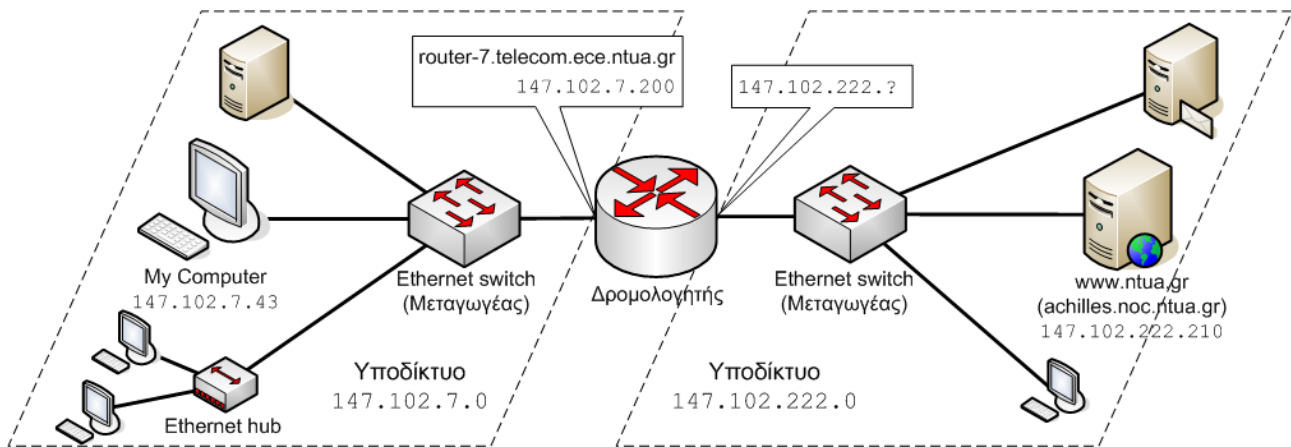 router-7.telecom.ece.ntua.gr
147.102.7.200
147.102.222.?
My Computer
147.102.7.43
Ethernet switch
(Μεταγωγέας)
Δρομολογητής
Ethernet switch
(Μεταγωγέας)
www.ntua.gr
(achilles.noc.ntua.gr)
147.102.222.210
Ethernet hub
Υποδίκτυο
147.102.7.0
Υποδίκτυο
147.102.222.0